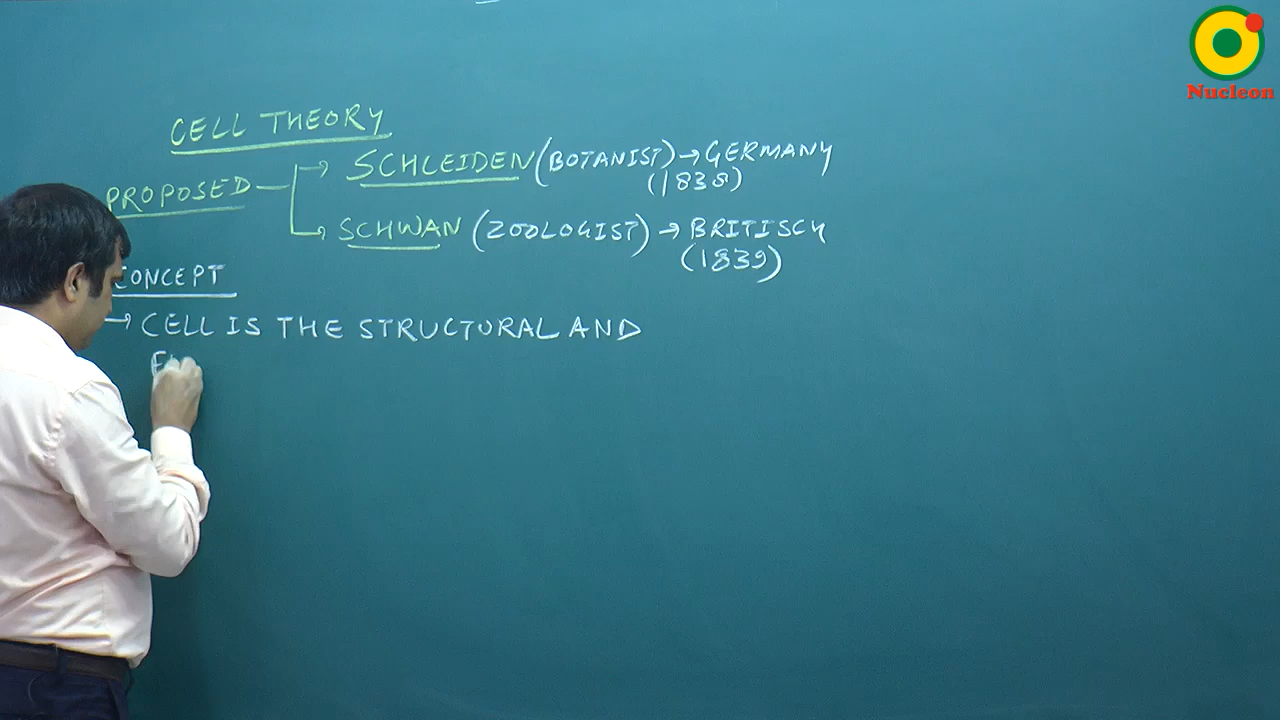 Nucleon
CELL THEORY
PROPOSED → SCHLEIDEN (BOTANIST) → GERMANY
(1838)
→ SCHWAN (ZOOLOGIST) → BRITISCH
(1839)
CONCEPT
→ CELL IS THE STRUCTURAL AND